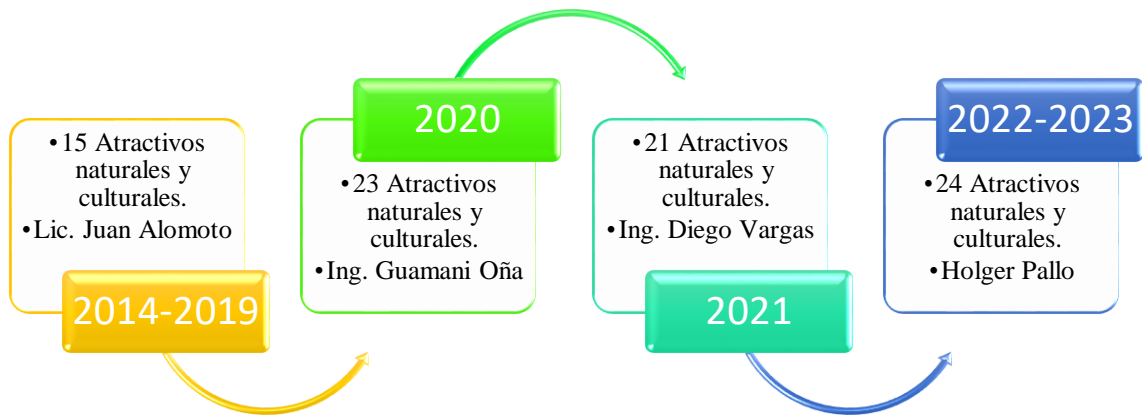 •15 Atractivos
naturales y
culturales.
•Lic. Juan Alomoto
2014-2019
2020
•23 Atractivos
naturales y
culturales.
•Ing. Guamani Oña
•21 Atractivos
naturales y
culturales.
•Ing. Diego Vargas
2021
2022-2023
•24 Atractivos
naturales y
culturales.
•Holger Pallo